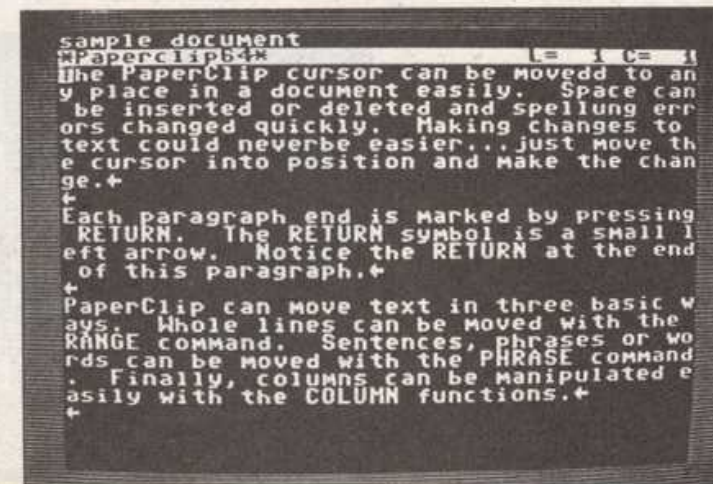 sample document
*Paperclip64* L= 1 C= 1
The PaperClip cursor can be movedd to an
y place in a document easily.  Space can
 be inserted or deleted and spellung err
ors changed quickly.  Making changes to
text could neverbe easier...just move th
e cursor into position and make the chan
ge.←
←
Each paragraph end is marked by pressing
 RETURN.  The RETURN symbol is a small l
eft arrow.  Notice the RETURN at the end
 of this paragraph.←
←
PaperClip can move text in three basic w
ays.  Whole lines can be moved with the
RANGE command.  Sentences, phrases or wo
rds can be moved with the PHRASE command
.  Finally, columns can be manipulated e
asily with the COLUMN functions.←
←